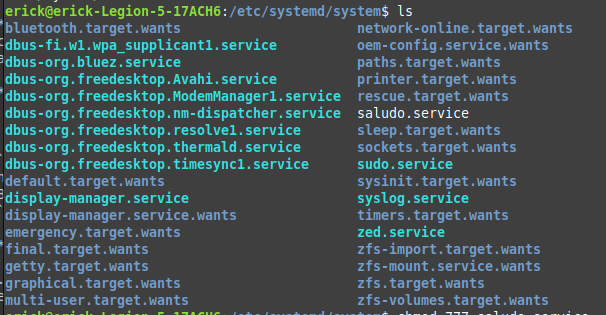 erick@erick-Legion-5-17ACH6:/etc/systemd/system$ ls
bluetooth.target.wants network-online.target.wants
dbus-fi.w1.wpa_supplicant1.service oem-config.service.wants
dbus-org.bluez.service paths.target.wants
dbus-org.freedesktop.Avahi.service printer.target.wants
dbus-org.freedesktop.ModemManager1.service rescue.target.wants
dbus-org.freedesktop.nm-dispatcher.service saludo.service
dbus-org.freedesktop.resolve1.service sleep.target.wants
dbus-org.freedesktop.thermald.service sockets.target.wants
dbus-org.freedesktop.timesync1.service sudo.service
default.target.wants sysinit.target.wants
display-manager.service syslog.service
display-manager.service.wants timers.target.wants
emergency.target.wants zed.service
final.target.wants zfs-import.target.wants
getty.target.wants zfs-mount.service.wants
graphical.target.wants zfs.target.wants
multi-user.target.wants zfs-volumes.target.wants
erick@erick-Legion-5-17ACH6:/etc/systemd/system$ chmod 777 saludo.service